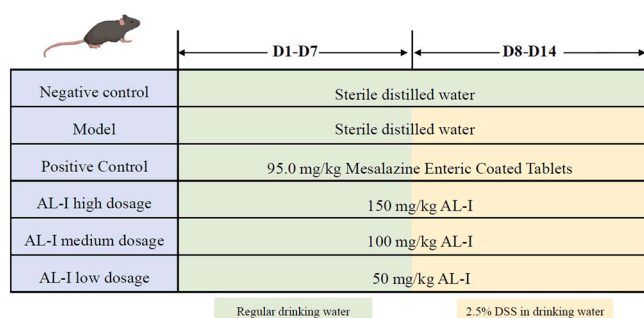 D1-D7 D8-D14
Negative control Sterile distilled water
Model Sterile distilled water
Positive Control 95.0 mg/kg Mesalazine Enteric Coated Tablets
AL-I high dosage 150 mg/kg AL-I
AL-I medium dosage 100 mg/kg AL-I
AL-I low dosage 50 mg/kg AL-I
Regular drinking water 2.5% DSS in drinking water